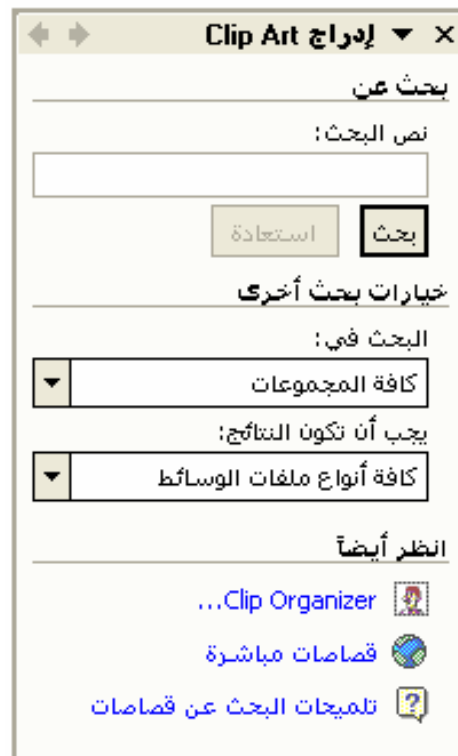 إدراج Clip Art
بحث عن
نص البحث:
بحث استعادة
خيارات بحث أخرى
البحث في:
كافة المجموعات
يجب أن تكون النتائج:
كافة أنواع ملفات الوسائط
انظر أيضاً
Clip Organizer...
قصاصات مباشرة
تلميحات البحث عن قصاصات